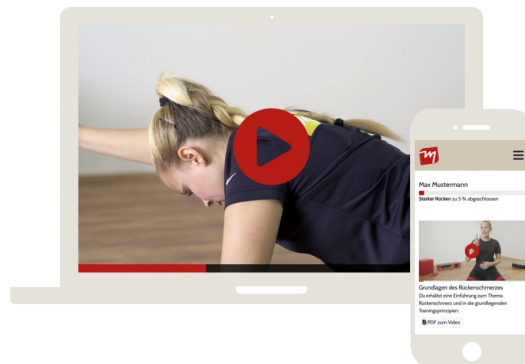 Max Mustermann
Starker Rücken zu 5 % abgeschlossen
Grundlagen des Rückenschmerzes
Du erhältst eine Einführung zum Thema
Rückenschmerz und in die grundlegenden
Trainingsprinzipien.
PDF zum Video